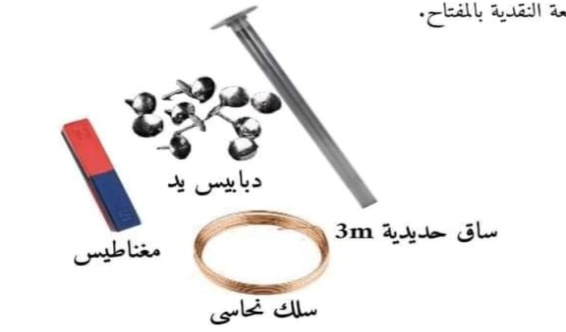 النقدية بالمفتاح.
دبابيس يد
ساق حديدية 3m
مغناطيس
سلك نحاسي